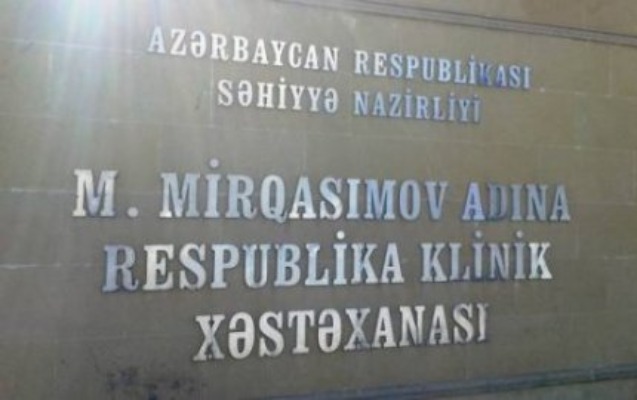 AZƏRBAYCAN RESPUBLİKASI
SƏHİYYƏ NAZİRLİYİ
M. MİRQASIMOV ADINA
RESPUBLİKA KLİNİK
XƏSTƏXANASI